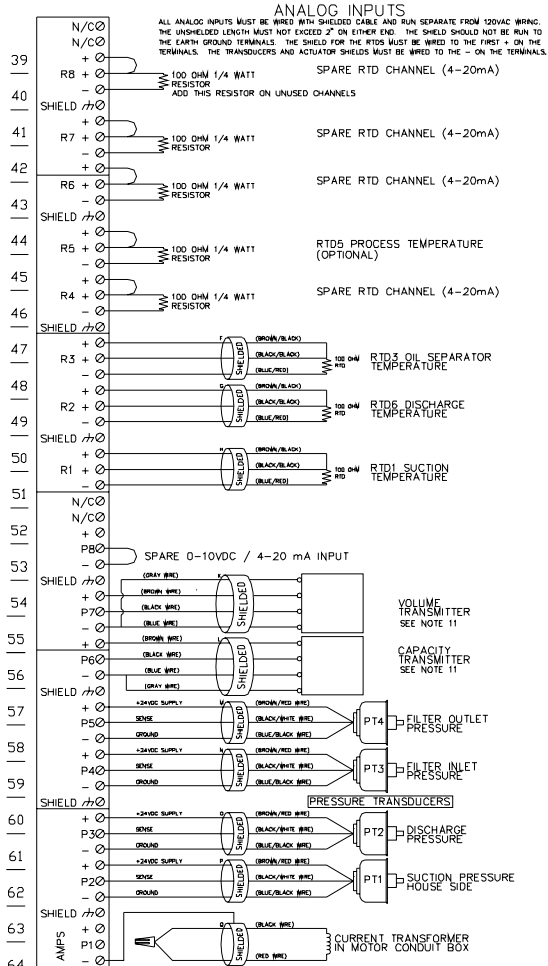 ANALOG INPUTS
ALL ANALOG INPUTS MUST BE WIRED WITH SHIELDED CABLE AND RUN SEPARATE FROM 120VAC WIRING.
THE UNSHIELDED LENGTH MUST NOT EXCEED 2" ON EITHER END. THE SHIELD SHOULD NOT BE RUN TO
THE EARTH GROUND TERMINALS. THE SHIELD FOR THE RTDS MUST BE WIRED TO THE FIRST + ON THE
TERMINALS. THE TRANSDUCERS AND ACTUATOR SHIELDS MUST BE WIRED TO THE - ON THE TERMINALS.
N/C
N/C
39
+
R8 +
100 OHM 1/4 WATT
RESISTOR
SPARE RTD CHANNEL (4-20mA)
-
ADD THIS RESISTOR ON UNUSED CHANNELS
40
SHIELD
41
+
R7 +
100 OHM 1/4 WATT
RESISTOR
SPARE RTD CHANNEL (4-20mA)
-
42
+
R6 +
100 OHM 1/4 WATT
RESISTOR
SPARE RTD CHANNEL (4-20mA)
-
43
SHIELD
44
+
R5 +
100 OHM 1/4 WATT
RESISTOR
RTD5 PROCESS TEMPERATURE
(OPTIONAL)
-
45
+
R4 +
100 OHM 1/4 WATT
RESISTOR
SPARE RTD CHANNEL (4-20mA)
-
46
SHIELD
47
+
F
(BROWN/BLACK)
R3 +
SHIELDED
(BLACK/BLACK)
100 OHM
RTD
RTD3 OIL SEPARATOR
TEMPERATURE
-
(BLUE/RED)
48
+
G
(BROWN/BLACK)
R2 +
SHIELDED
(BLACK/BLACK)
100 OHM
RTD
RTD6 DISCHARGE
TEMPERATURE
-
(BLUE/RED)
49
SHIELD
50
+
H
(BROWN/BLACK)
R1 +
SHIELDED
(BLACK/BLACK)
100 OHM
RTD
RTD1 SUCTION
TEMPERATURE
-
(BLUE/RED)
51
N/C
N/C
52
+
P8
SPARE 0-10VDC / 4-20 mA INPUT
-
53
SHIELD
(GRAY WIRE)
K
+
(BROWN WIRE)
54
P7
(BLACK WIRE)
SHIELDED
VOLUME
TRANSMITTER
SEE NOTE 11
-
(BLUE WIRE)
55
+
(BROWN WIRE)
L
P6
(BLACK WIRE)
SHIELDED
CAPACITY
TRANSMITTER
SEE NOTE 11
56
-
(BLUE WIRE)
SHIELD
(GRAY WIRE)
57
+
+24VDC SUPPLY
M
(BROWN/RED WIRE)
P5
SENSE
SHIELDED
(BLACK/WHITE WIRE)
PT4
FILTER OUTLET
PRESSURE
-
GROUND
(BLUE/BLACK WIRE)
58
+
+24VDC SUPPLY
N
(BROWN/RED WIRE)
P4
SENSE
SHIELDED
(BLACK/WHITE WIRE)
PT3
FILTER INLET
PRESSURE
59
-
GROUND
(BLUE/BLACK WIRE)
SHIELD
PRESSURE TRANSDUCERS
60
+
+24VDC SUPPLY
O
(BROWN/RED WIRE)
P3
SENSE
SHIELDED
(BLACK/WHITE WIRE)
PT2
DISCHARGE
PRESSURE
-
GROUND
(BLUE/BLACK WIRE)
61
+
+24VDC SUPPLY
P
(BROWN/RED WIRE)
P2
SENSE
SHIELDED
(BLACK/WHITE WIRE)
PT1
SUCTION PRESSURE
HOUSE SIDE
62
-
GROUND
(BLUE/BLACK WIRE)
SHIELD
63
+
Q
(BLACK WIRE)
AMPS
P1
SHIELDED
CURRENT TRANSFORMER
IN MOTOR CONDUIT BOX
64
-
(RED WIRE)